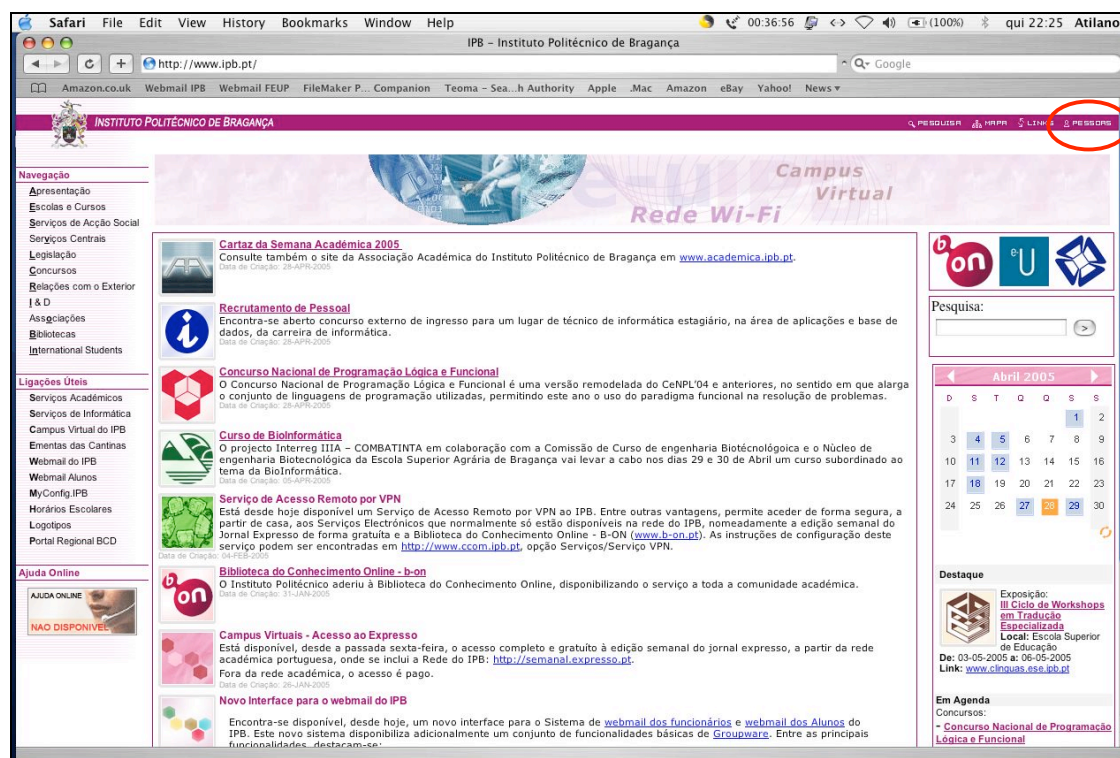 Safari File Edit View History Bookmarks Window Help 00:36:56 (100%) qui 22:25 Atilano
IPB – Instituto Politécnico de Bragança
http://www.ipb.pt/
Google
Amazon.co.uk Webmail IPB Webmail FEUP FileMaker P... Companion Teoma – Sea...h Authority Apple .Mac Amazon eBay Yahoo! News
INSTITUTO POLITÉCNICO DE BRAGANÇA
PESQUISA MAPA LINKS PESSOAS
Campus
Virtual
Rede Wi-Fi
Navegação
Apresentação
Escolas e Cursos
Serviços de Acção Social
Serviços Centrais
Legislação
Concursos
Relações com o Exterior
I & D
Associações
Bibliotecas
International Students
Ligações Úteis
Serviços Académicos
Serviços de Informática
Campus Virtual do IPB
Ementas das Cantinas
Webmail do IPB
Webmail Alunos
MyConfig.IPB
Horários Escolares
Logotipos
Portal Regional BCD
Ajuda Online
AJUDA ONLINE
NAO DISPONIVEL
Cartaz da Semana Académica 2005
Consulte também o site da Associação Académica do Instituto Politécnico de Bragança em www.academica.ipb.pt.
Data de Criação: 28-APR-2005
Recrutamento de Pessoal
Encontra-se aberto concurso externo de ingresso para um lugar de técnico de informática estagiário, na área de aplicações e base de
dados, da carreira de informática.
Data de Criação: 28-APR-2005
Concurso Nacional de Programação Lógica e Funcional
O Concurso Nacional de Programação Lógica e Funcional é uma versão remodelada do CeNPL'04 e anteriores, no sentido em que alarga
o conjunto de linguagens de programação utilizadas, permitindo este ano o uso do paradigma funcional na resolução de problemas.
Data de Criação: 28-APR-2005
Curso de BioInformática
O projecto Interreg IIIA – COMBATINTA em colaboração com a Comissão de Curso de engenharia Biotécnológoica e o Núcleo de
engenharia Biotecnológica da Escola Superior Agrária de Bragança vai levar a cabo nos dias 29 e 30 de Abril um curso subordinado ao
tema da BioInformática.
Data de Criação: 05-APR-2005
Serviço de Acesso Remoto por VPN
Está desde hoje disponível um Serviço de Acesso Remoto por VPN ao IPB. Entre outras vantagens, permite aceder de forma segura, a
partir de casa, aos Serviços Electrónicos que normalmente só estão disponíveis na rede do IPB, nomeadamente a edição semanal do
Jornal Expresso de forma gratuíta e a Biblioteca do Conhecimento Online - B-ON (www.b-on.pt). As instruções de configuração deste
serviço podem ser encontradas em http://www.ccom.ipb.pt, opção Serviços/Serviço VPN.
Data de Criação: 04-FEB-2005
Biblioteca do Conhecimento Online - b-on
O Instituto Politécnico aderiu à Biblioteca do Conhecimento Online, disponibilizando o serviço a toda a comunidade académica.
Data de Criação: 31-JAN-2005
b on
Campus Virtuais - Acesso ao Expresso
Está disponível, desde a passada sexta-feira, o acesso completo e gratuíto à edição semanal do jornal expresso, a partir da rede
académica portuguesa, onde se inclui a Rede do IPB: http://semanal.expresso.pt.
Fora da rede académica, o acesso é pago.
Data de Criação: 26-JAN-2005
Novo Interface para o webmail do IPB
Encontra-se disponível, desde hoje, um novo interface para o Sistema de webmail dos funcionários e webmail dos Alunos do
IPB. Este novo sistema disponibiliza adicionalmente um conjunto de funcionalidades básicas de Groupware. Entre as principais
funcionalidades, destacam-se:
b on e U
Pesquisa:
>
Abril 2005
D S T Q Q S S
1 2
3 4 5 6 7 8 9
10 11 12 13 14 15 16
17 18 19 20 21 22 23
24 25 26 27 28 29 30
Destaque
Exposição:
III Ciclo de Workshops
em Tradução
Especializada
Local: Escola Superior
de Educação
De: 03-05-2005 a: 06-05-2005
Link: www.clinguas.ese.ipb.pt
Em Agenda
Concursos:
- Concurso Nacional de Programação
Lógica e Funcional